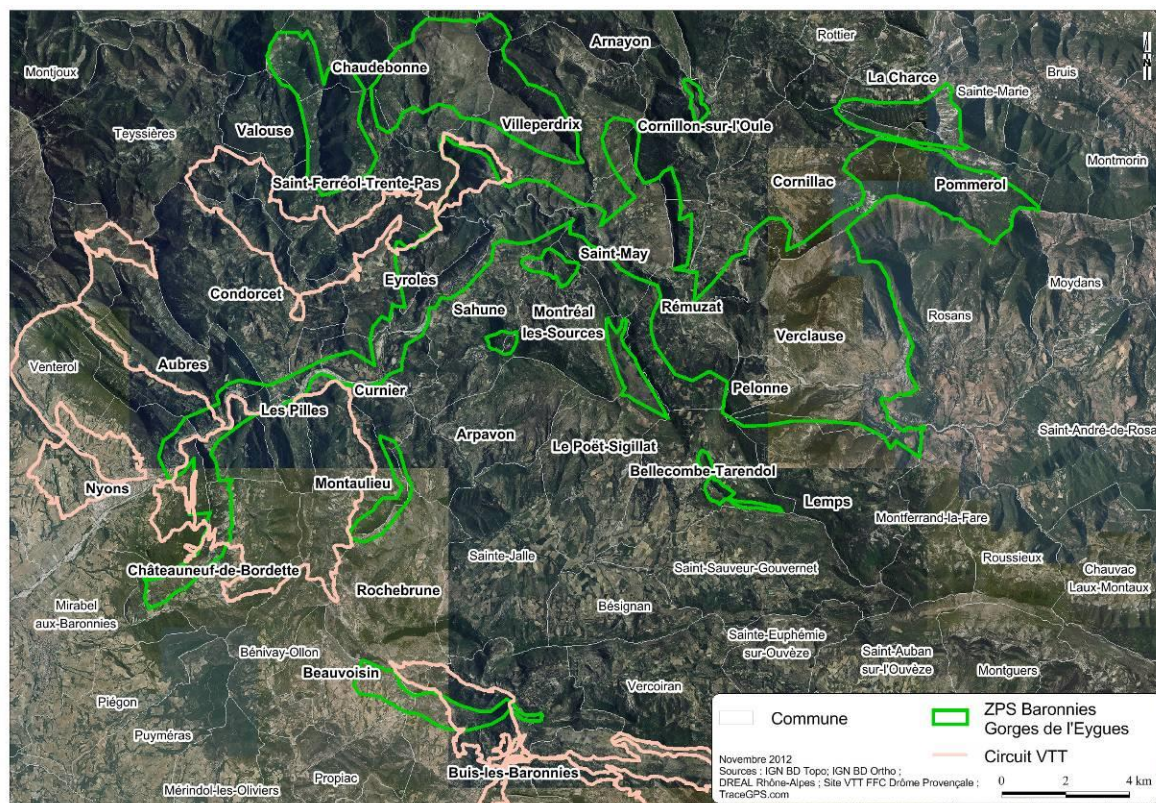 Rottier
Arnayon
Montjoux
Chaudebonne
La Charce
Bruis
Sainte-Marie
Teyssières
Valouse
Villeperdrix
Cornillon-sur-l'Oule
Montmorin
Saint-Ferréol-Trente-Pas
Cornillac
Pommerol
Saint-May
Eyroles
Condorcet
Moydans
Sahune
Montréal
les-Sources
Rémuzat
Rosans
Verclause
Venterol
Aubres
Curnier
Pelonne
Les Pilles
Arpavon
Le Poët-Sigillat
Saint-André-de-Rosa
Bellecombe-Tarendol
Nyons
Montaulieu
Lemps
Montferrand-la-Fare
Sainte-Jalle
Roussieux
Châteauneuf-de-Bordette
Saint-Sauveur-Gouvernet
Chauvac
Laux-Montaux
Rochebrune
Mirabel
aux-Baronnies
Bésignan
Sainte-Euphémie
sur-Ouvèze
Bénivay-Ollon
Saint-Auban
sur-l'Ouvèze
Beauvoisin
Montguers
Vercoiran
Piégon
Puyméras
Buis-les-Baronnies
Propiac
Mérindol-les-Oliviers
Commune
ZPS Baronnies
Gorges de l'Eygues
Circuit VTT
Novembre 2012
Sources : IGN BD Topo; IGN BD Ortho ;
DREAL Rhône-Alpes ; Site VTT FFC Drôme Provençale ;
TraceGPS.com
0 2 4 km